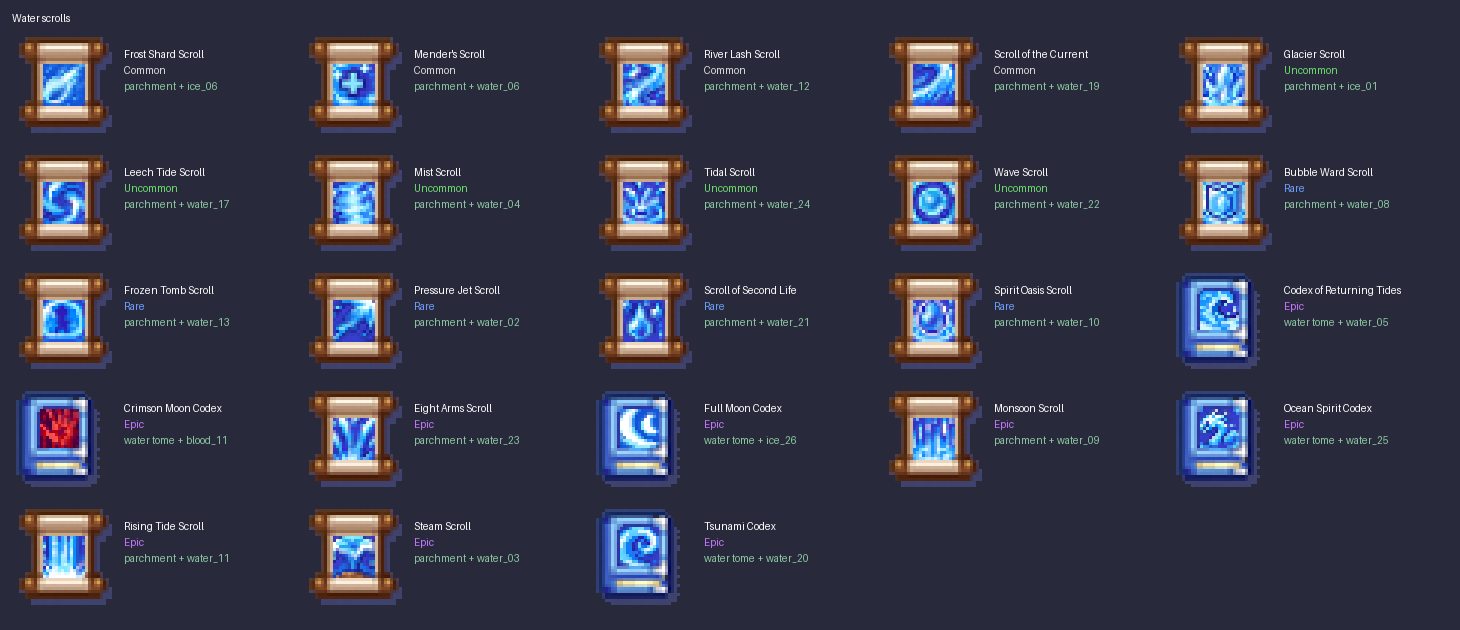 Water scrolls
Frost Shard Scroll
Common
parchment + ice_06
Mender's Scroll
Common
parchment + water_06
River Lash Scroll
Common
parchment + water_12
Scroll of the Current
Common
parchment + water_19
Glacier Scroll
Uncommon
parchment + ice_01
Leech Tide Scroll
Uncommon
parchment + water_17
Mist Scroll
Uncommon
parchment + water_04
Tidal Scroll
Uncommon
parchment + water_24
Wave Scroll
Uncommon
parchment + water_22
Bubble Ward Scroll
Rare
parchment + water_08
Frozen Tomb Scroll
Rare
parchment + water_13
Pressure Jet Scroll
Rare
parchment + water_02
Scroll of Second Life
Rare
parchment + water_21
Spirit Oasis Scroll
Rare
parchment + water_10
Codex of Returning Tides
Epic
water tome + water_05
Crimson Moon Codex
Epic
water tome + blood_11
Eight Arms Scroll
Epic
parchment + water_23
Full Moon Codex
Epic
water tome + ice_26
Monsoon Scroll
Epic
parchment + water_09
Ocean Spirit Codex
Epic
water tome + water_25
Rising Tide Scroll
Epic
parchment + water_11
Steam Scroll
Epic
parchment + water_03
Tsunami Codex
Epic
water tome + water_20